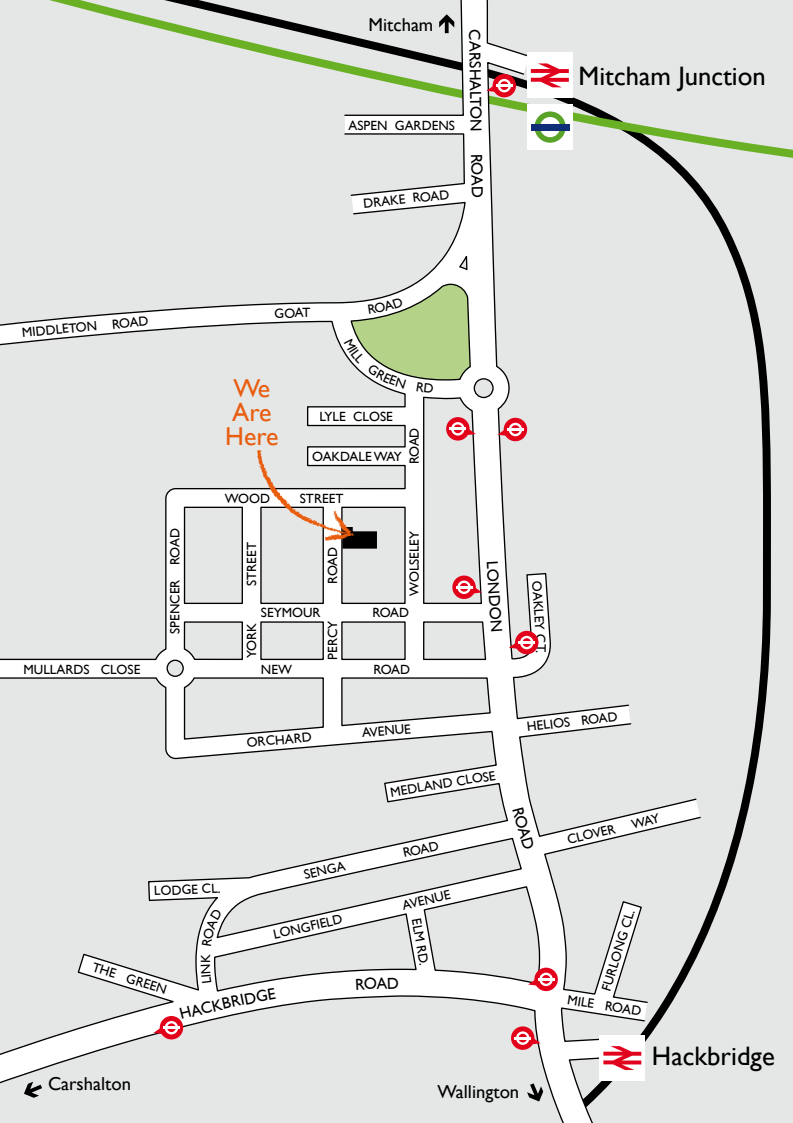 Mitcham
CARSHALTON ROAD
Mitcham Junction
ASPEN GARDENS
DRAKE ROAD
MIDDLETON ROAD
GOAT ROAD
MILL GREEN RD
We
Are
Here
LYLE CLOSE
OAKDALE WAY
WOLSELEY ROAD
WOOD STREET
SPENCER ROAD
YORK STREET
PERCY ROAD
LONDON ROAD
OAKLEY CT.
SEYMOUR ROAD
MULLARDS CLOSE
NEW ROAD
ORCHARD AVENUE
HELIOS ROAD
MEDLAND CLOSE
CLOVER WAY
SENGA ROAD
LODGE CL.
LONGFIELD AVENUE
LINK ROAD
ELM RD.
FURLONG CL.
THE GREEN
HACKBRIDGE ROAD
MILE ROAD
Hackbridge
Carshalton
Wallington